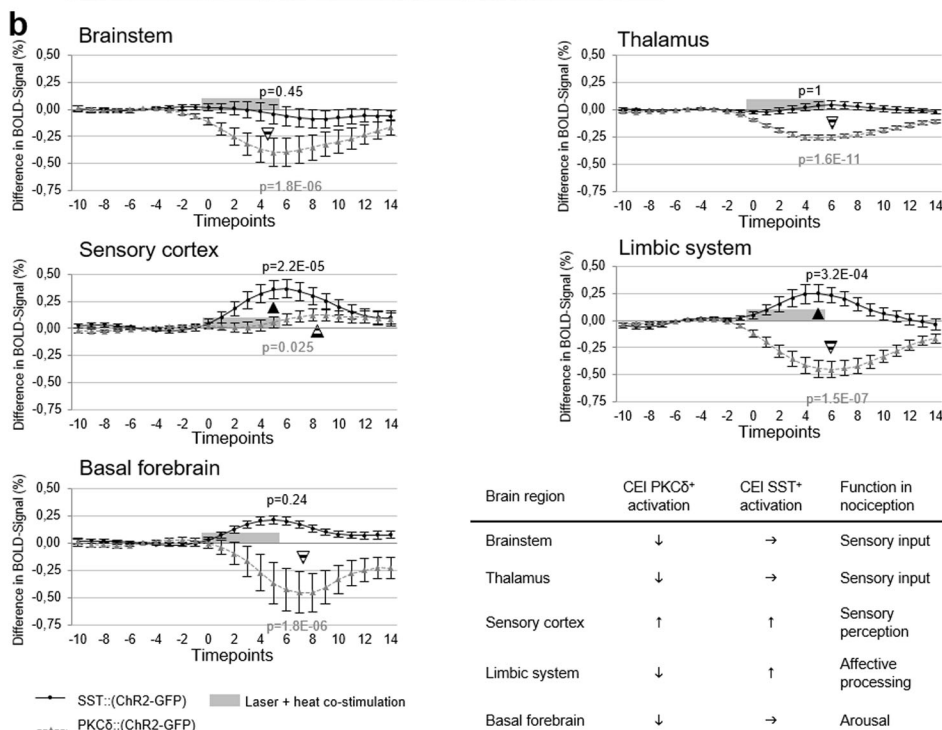 b
Brainstem
Difference in BOLD-Signal (%)
0,50
0,25
0,00
-0,25
-0,50
-0,75
p=0.45
p=1.8E-06
-10 -8 -6 -4 -2 0 2 4 6 8 10 12 14
Timepoints
Thalamus
Difference in BOLD-Signal (%)
0,50
0,25
0,00
-0,25
-0,50
-0,75
p=1
p=1.6E-11
-10 -8 -6 -4 -2 0 2 4 6 8 10 12 14
Timepoints
Sensory cortex
Difference in BOLD-Signal (%)
0,50
0,25
0,00
-0,25
-0,50
-0,75
p=2.2E-05
p=0.025
-10 -8 -6 -4 -2 0 2 4 6 8 10 12 14
Timepoints
Limbic system
Difference in BOLD-Signal (%)
0,50
0,25
0,00
-0,25
-0,50
-0,75
p=3.2E-04
p=1.5E-07
-10 -8 -6 -4 -2 0 2 4 6 8 10 12 14
Timepoints
Basal forebrain
Difference in BOLD-Signal (%)
0,50
0,25
0,00
-0,25
-0,50
-0,75
p=0.24
p=1.8E-06
-10 -8 -6 -4 -2 0 2 4 6 8 10 12 14
Timepoints
SST::(ChR2-GFP) Laser + heat co-stimulation
PKCδ::(ChR2-GFP)
Brain region CEl PKCδ⁺ activation CEl SST⁺ activation Function in nociception
Brainstem ↓ → Sensory input
Thalamus ↓ → Sensory input
Sensory cortex ↑ ↑ Sensory perception
Limbic system ↓ ↑ Affective processing
Basal forebrain ↓ → Arousal